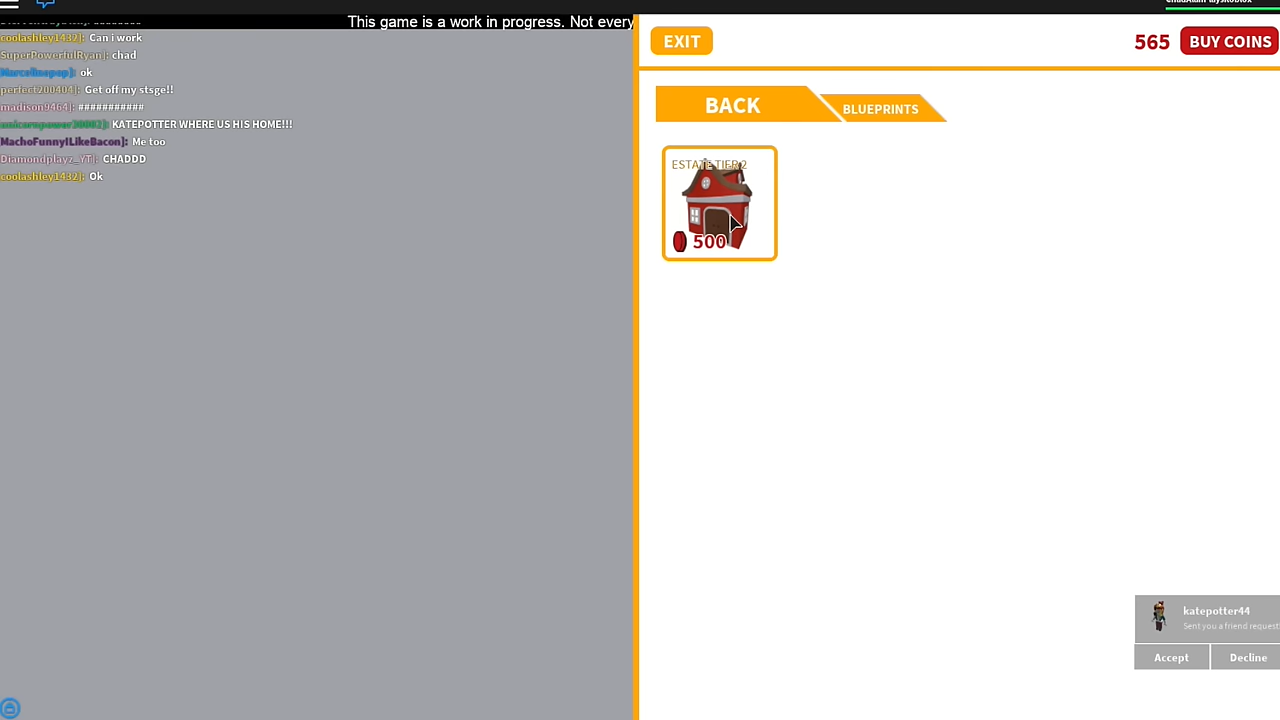 This game is a work in progress. Not every
coolashley1432]: Can i work
SuperPowerfulRyan]: chad
Marcelinepop]: ok
perfect200404]: Get off my stsge!!
madison9464]: ###########
KATEPOTTER WHERE US HIS HOME!!!
MachoFunnyILikeBacon]: Me too
Diamondplayz_YT]: CHADDD
coolashley1432]: Ok
EXIT
565
BUY COINS
BACK
BLUEPRINTS
ESTATE TIER 2
500
katepotter44
Sent you a friend request
Accept
Decline